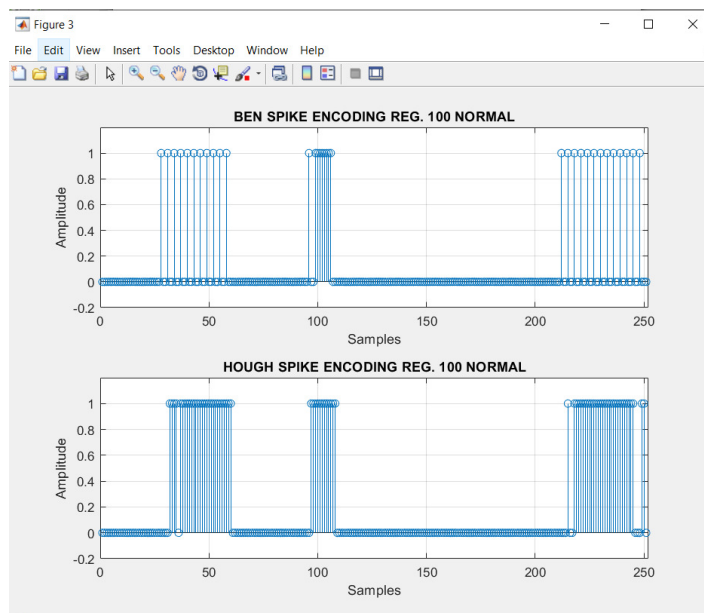 Figure 3
File Edit View Insert Tools Desktop Window Help
BEN SPIKE ENCODING REG. 100 NORMAL
1
0.8
0.6
0.4
0.2
0
-0.2
Amplitude
0 50 100 150 200 250
Samples
HOUGH SPIKE ENCODING REG. 100 NORMAL
1
0.8
0.6
0.4
0.2
0
-0.2
Amplitude
0 50 100 150 200 250
Samples